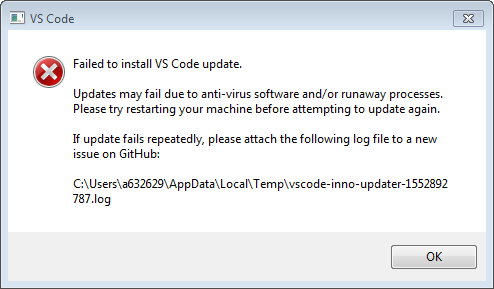 VS Code
Failed to install VS Code update.
Updates may fail due to anti-virus software and/or runaway processes.
Please try restarting your machine before attempting to update again.
If update fails repeatedly, please attach the following log file to a new
issue on GitHub:
C:\Users\a632629\AppData\Local\Temp\vscode-inno-updater-1552892
787.log
OK